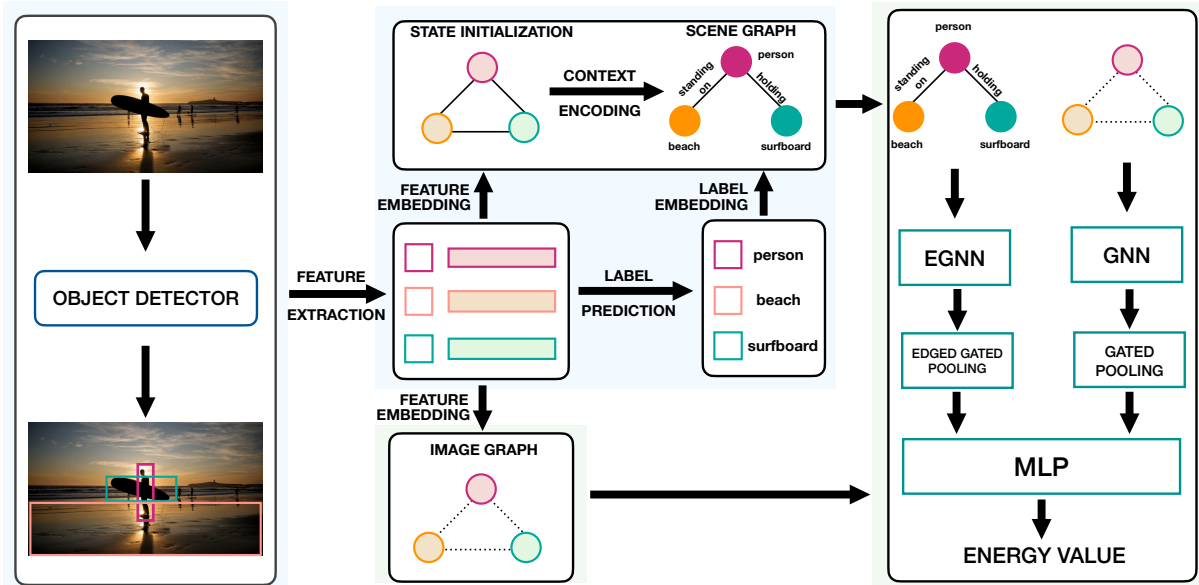 OBJECT DETECTOR
FEATURE
EXTRACTION
STATE INITIALIZATION
CONTEXT
ENCODING
SCENE GRAPH
person
standing
on
holding
beach
surfboard
FEATURE
EMBEDDING
LABEL
EMBEDDING
LABEL
PREDICTION
person
beach
surfboard
FEATURE
EMBEDDING
IMAGE GRAPH
person
standing
on
holding
beach
surfboard
EGNN
GNN
EDGED GATED
POOLING
GATED
POOLING
MLP
ENERGY VALUE